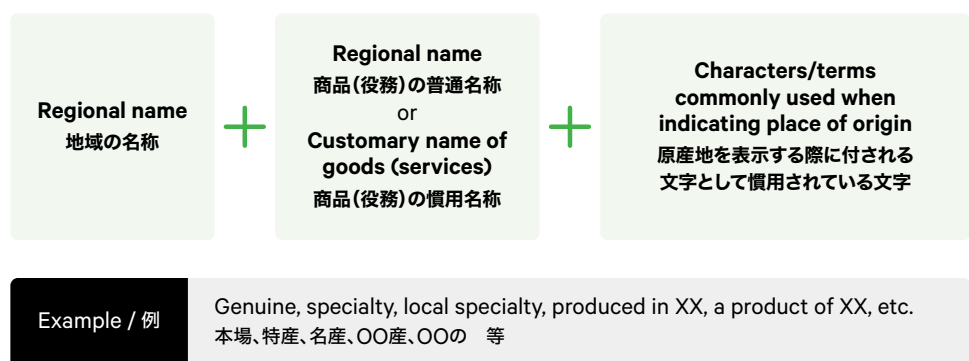 Regional name
地域の名称
+
Regional name
商品(役務)の普通名称
or
Customary name of
goods (services)
商品(役務)の慣用名称
+
Characters/terms
commonly used when
indicating place of origin
原産地を表示する際に付される
文字として慣用されている文字
Example / 例
Genuine, specialty, local specialty, produced in XX, a product of XX, etc.
本場、特産、名産、〇〇産、〇〇の　等